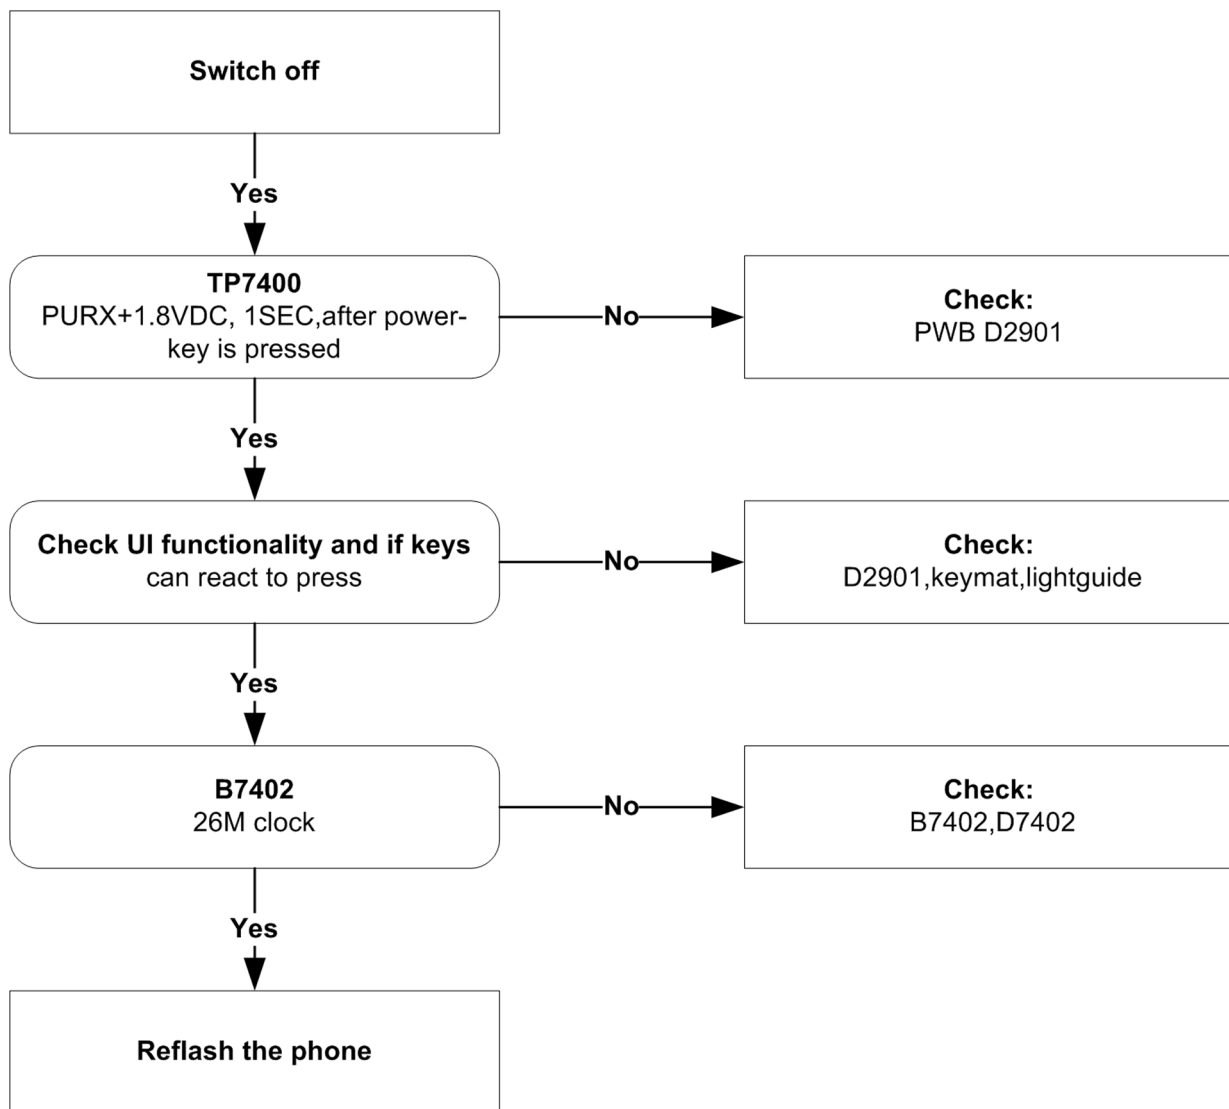 Switch off
Yes
TP7400
PURX+1.8VDC, 1SEC,after power-
key is pressed
No
Check:
PWB D2901
Yes
Check UI functionality and if keys
can react to press
No
Check:
D2901,keymat,lightguide
Yes
B7402
26M clock
No
Check:
B7402,D7402
Yes
Reflash the phone